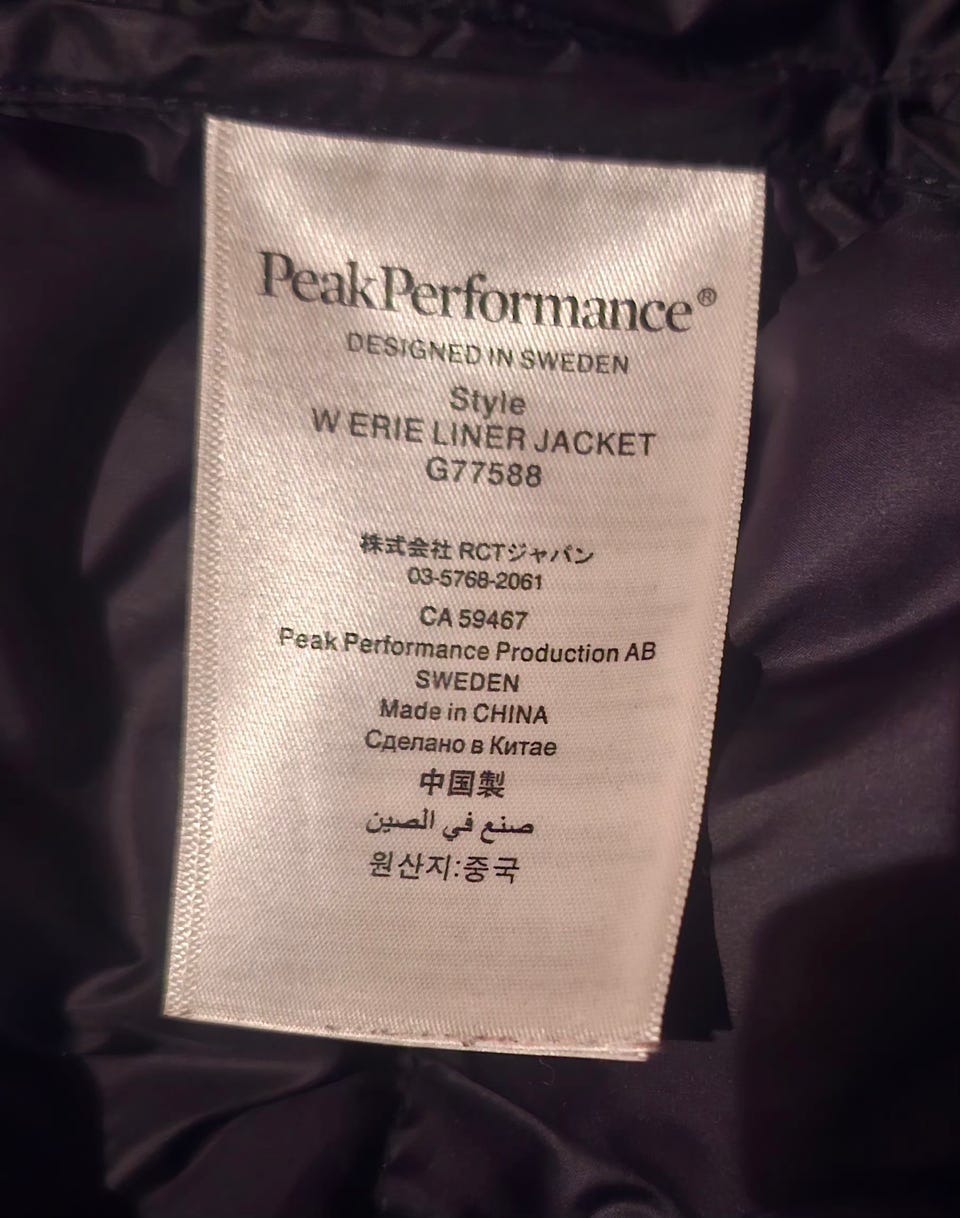 PeakPerformance®
DESIGNED IN SWEDEN
Style
W ERIE LINER JACKET
G77588
株式会社 RCTジャパン
03-5768-2061
CA 59467
Peak Performance Production AB
SWEDEN
Made in CHINA
Сделано в Китае
中国製
صنع في الصين
원산지:중국